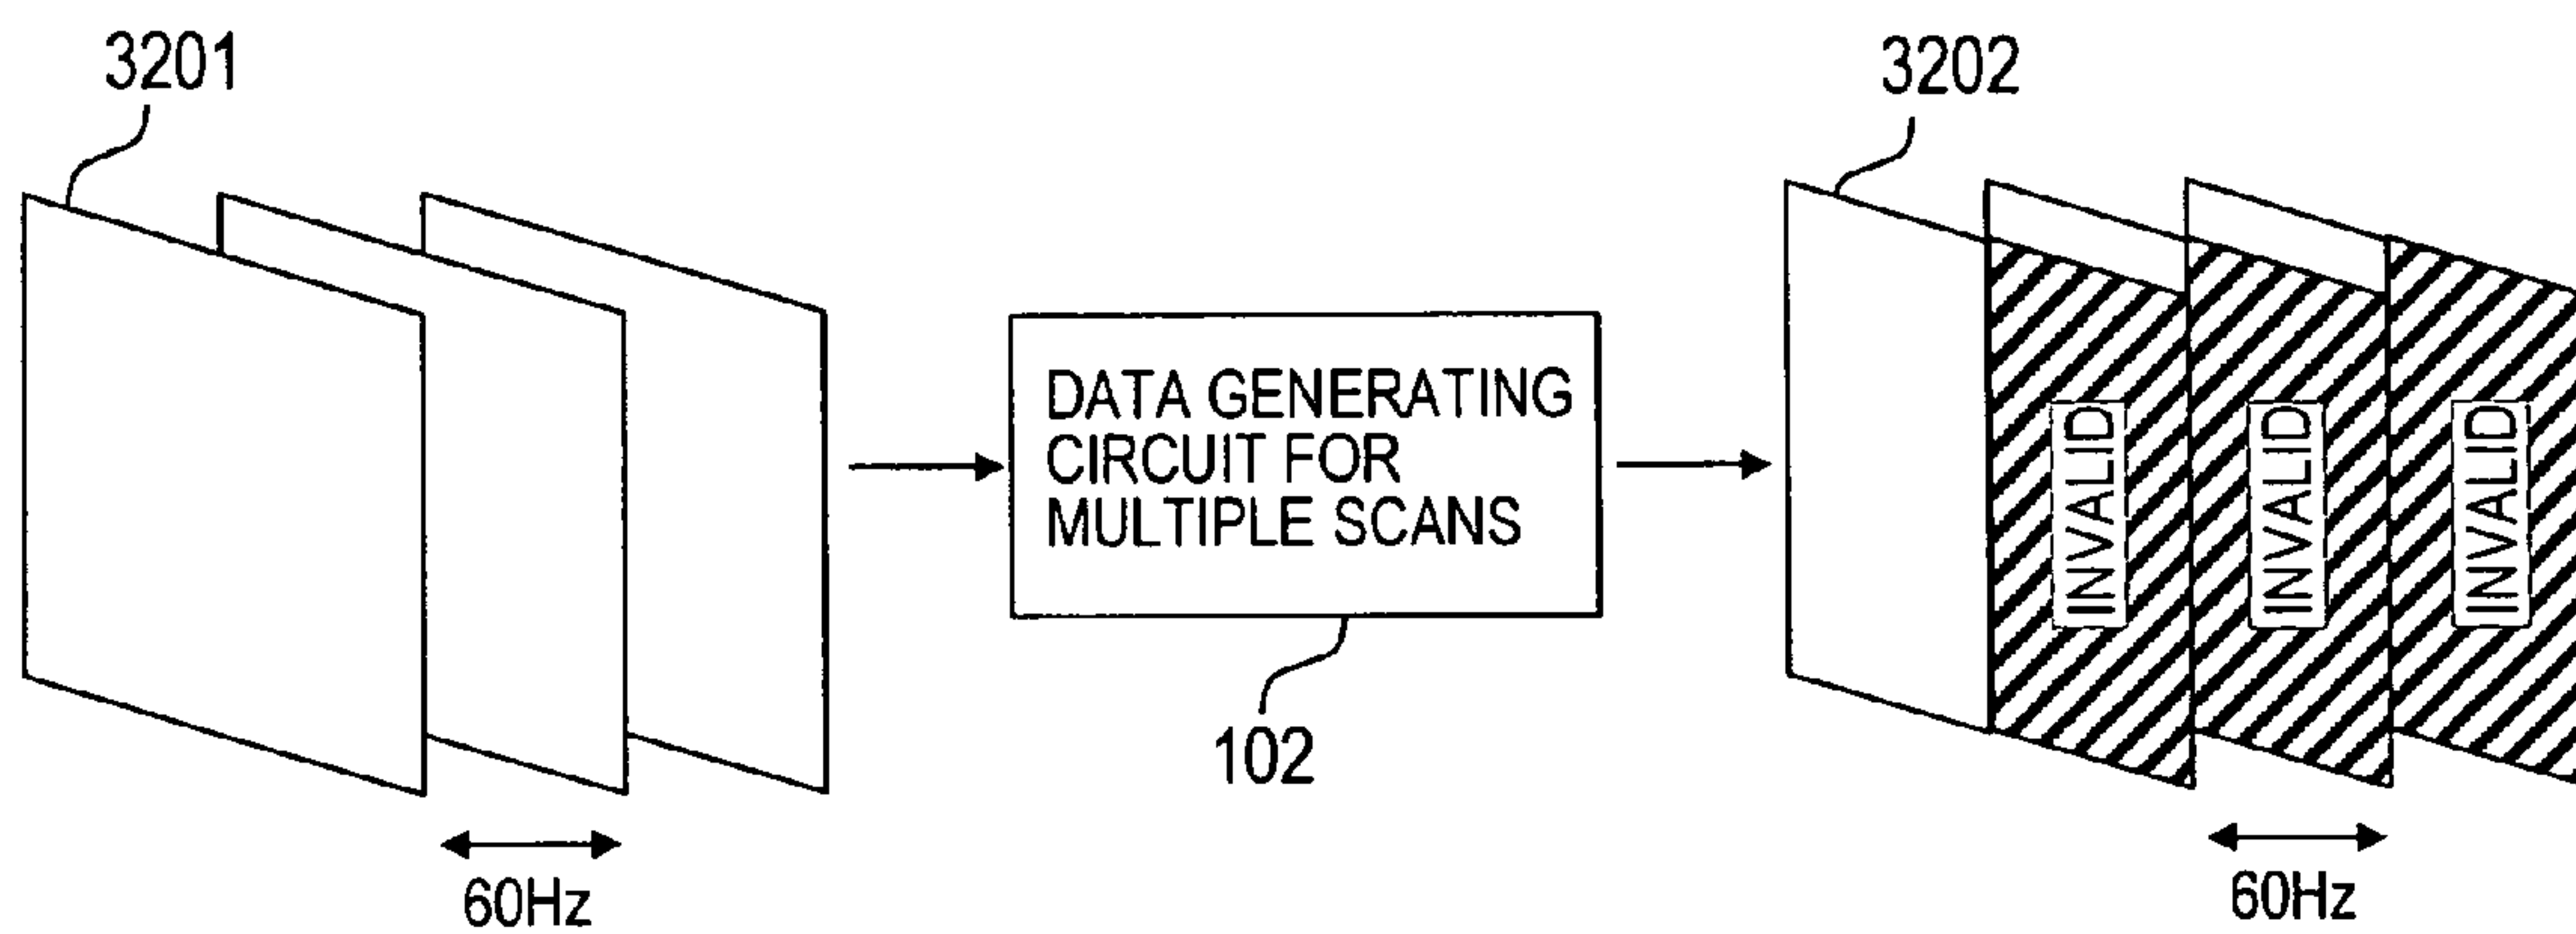 3201
3202
DATA GENERATING
CIRCUIT FOR
MULTIPLE SCANS
INVALID
INVALID
INVALID
102
60Hz
60Hz